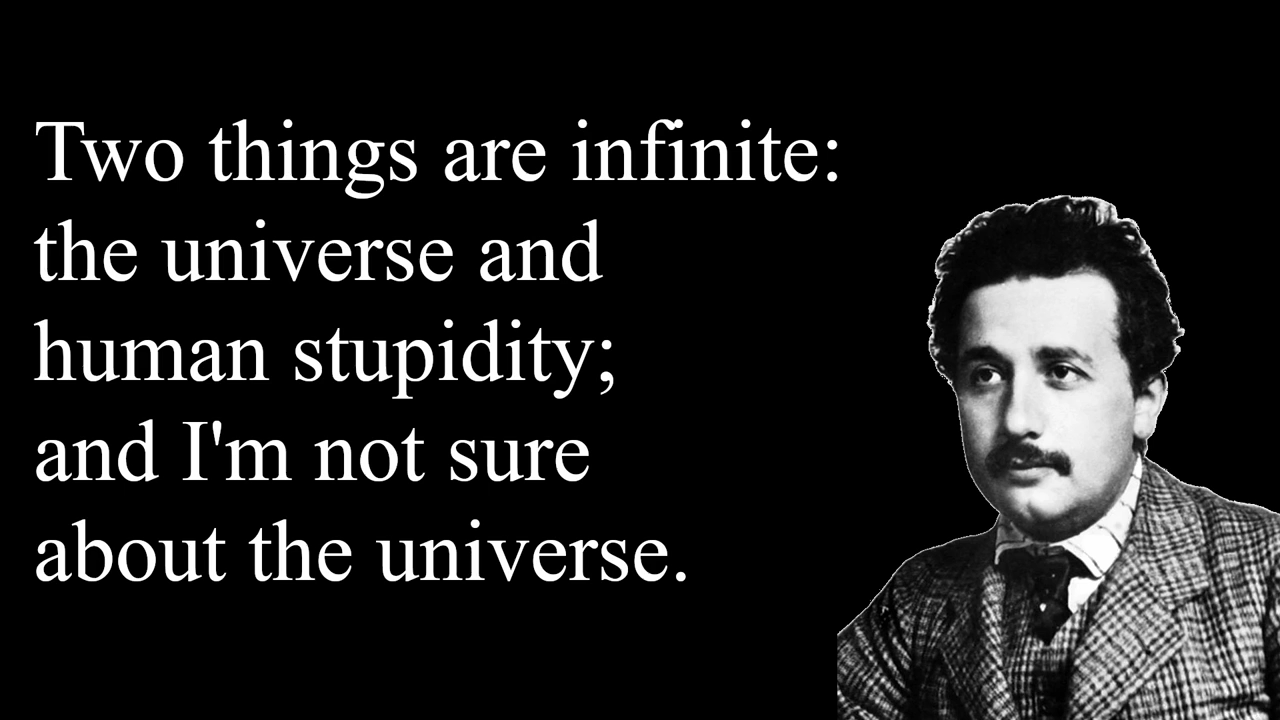 Two things are infinite:
the universe and
human stupidity;
and I'm not sure
about the universe.